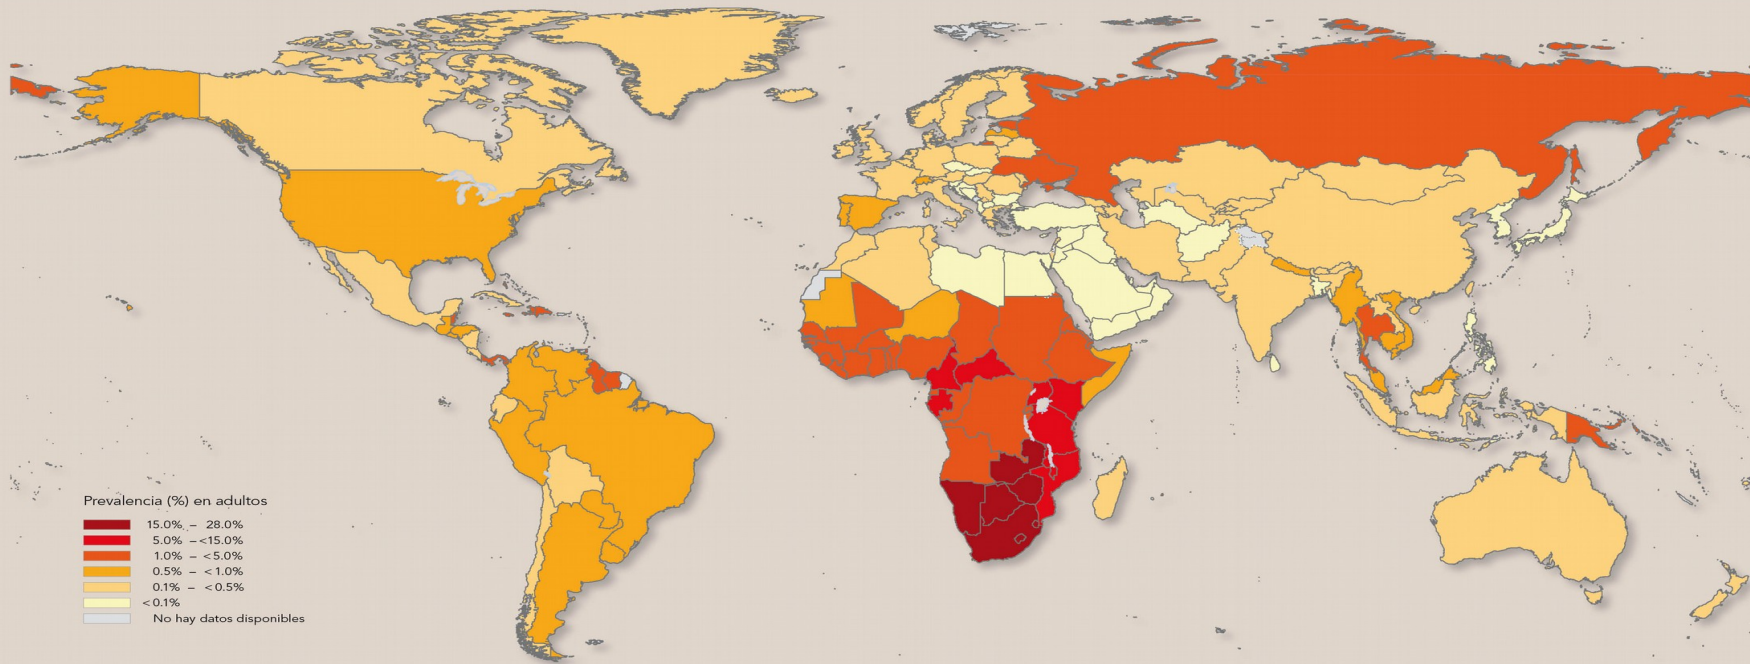 Prevalencia (%) en adultos
15.0% – 28.0%
5.0% –<15.0%
1.0% – <5.0%
0.5% – <1.0%
0.1% – <0.5%
<0.1%
No hay datos disponibles